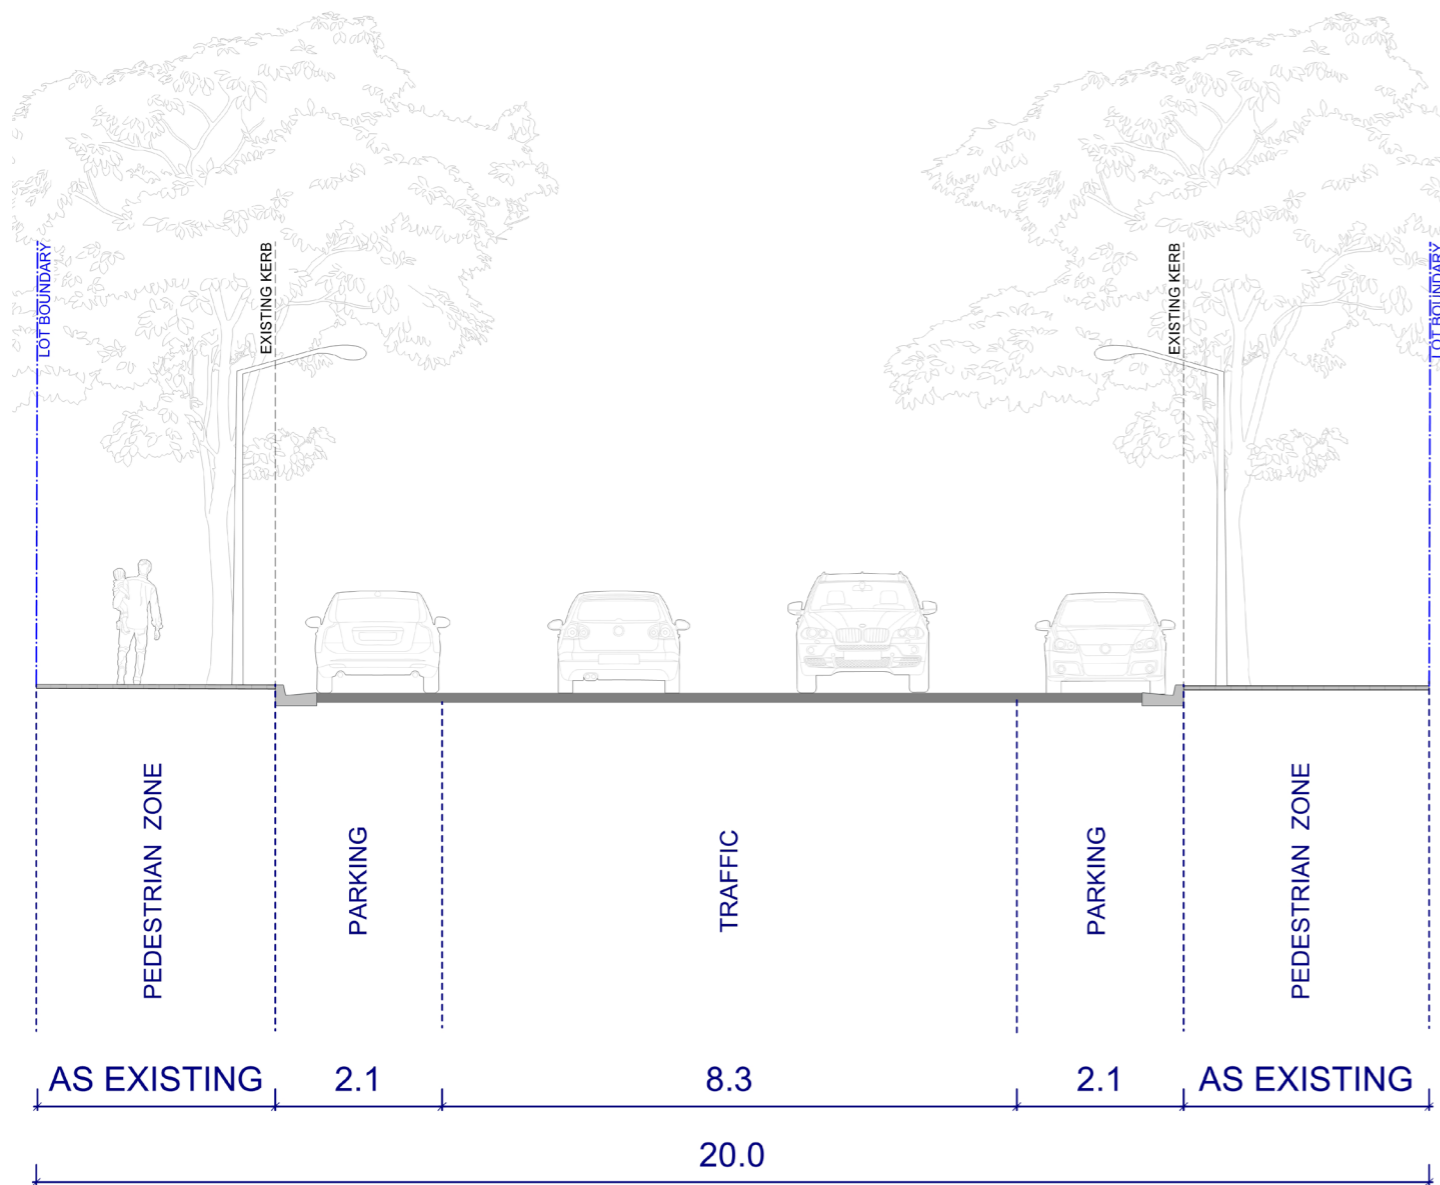 LOT BOUNDARY
EXISTING KERB
EXISTING KERB
LOT BOUNDARY
PEDESTRIAN ZONE
PARKING
TRAFFIC
PARKING
PEDESTRIAN ZONE
AS EXISTING
2.1
8.3
2.1
AS EXISTING
20.0